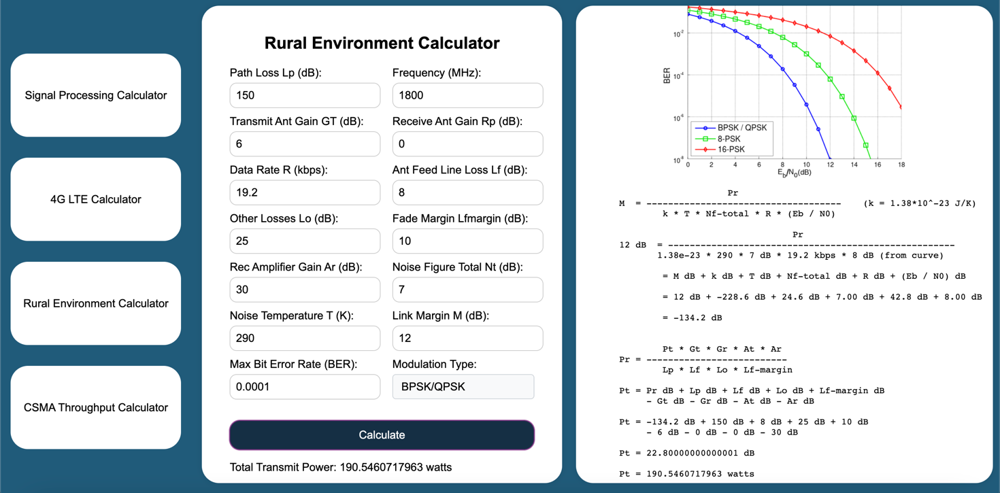 Signal Processing Calculator
4G LTE Calculator
Rural Environment Calculator
CSMA Throughput Calculator
Rural Environment Calculator
Path Loss Lp (dB):
Frequency (MHz):
150
1800
Transmit Ant Gain GT (dB):
Receive Ant Gain Rp (dB):
6
0
Data Rate R (kbps):
Ant Feed Line Loss Lf (dB):
19.2
8
Other Losses Lo (dB):
Fade Margin Lfmargin (dB):
25
10
Rec Amplifier Gain Ar (dB):
Noise Figure Total Nt (dB):
30
7
Noise Temperature T (K):
Link Margin M (dB):
290
12
Max Bit Error Rate (BER):
Modulation Type:
0.0001
BPSK/QPSK
Calculate
Total Transmit Power: 190.5460717963 watts
10-2
10-4
10-6
10-8
BER
BPSK / QPSK
8-PSK
16-PSK
0 2 4 6 8 10 12 14 16 18
Eb/N0(dB)
Pr
M = ------------------------------------ (k = 1.38*10^-23 J/K)
k * T * Nf-total * R * (Eb / N0)
Pr
12 dB = -----------------------------------------------------
1.38e-23 * 290 * 7 dB * 19.2 kbps * 8 dB (from curve)
= M dB + k dB + T dB + Nf-total dB + R dB + (Eb / N0) dB
= 12 dB + -228.6 dB + 24.6 dB + 7.00 dB + 42.8 dB + 8.00 dB
= -134.2 dB
Pt * Gt * Gr * At * Ar
Pr = --------------------------
Lp * Lf * Lo * Lf-margin
Pt = Pr dB + Lp dB + Lf dB + Lo dB + Lf-margin dB
- Gt dB - Gr dB - At dB - Ar dB
Pt = -134.2 dB + 150 dB + 8 dB + 25 dB + 10 dB
- 6 dB - 0 dB - 0 dB - 30 dB
Pt = 22.80000000000001 dB
Pt = 190.5460717963 watts